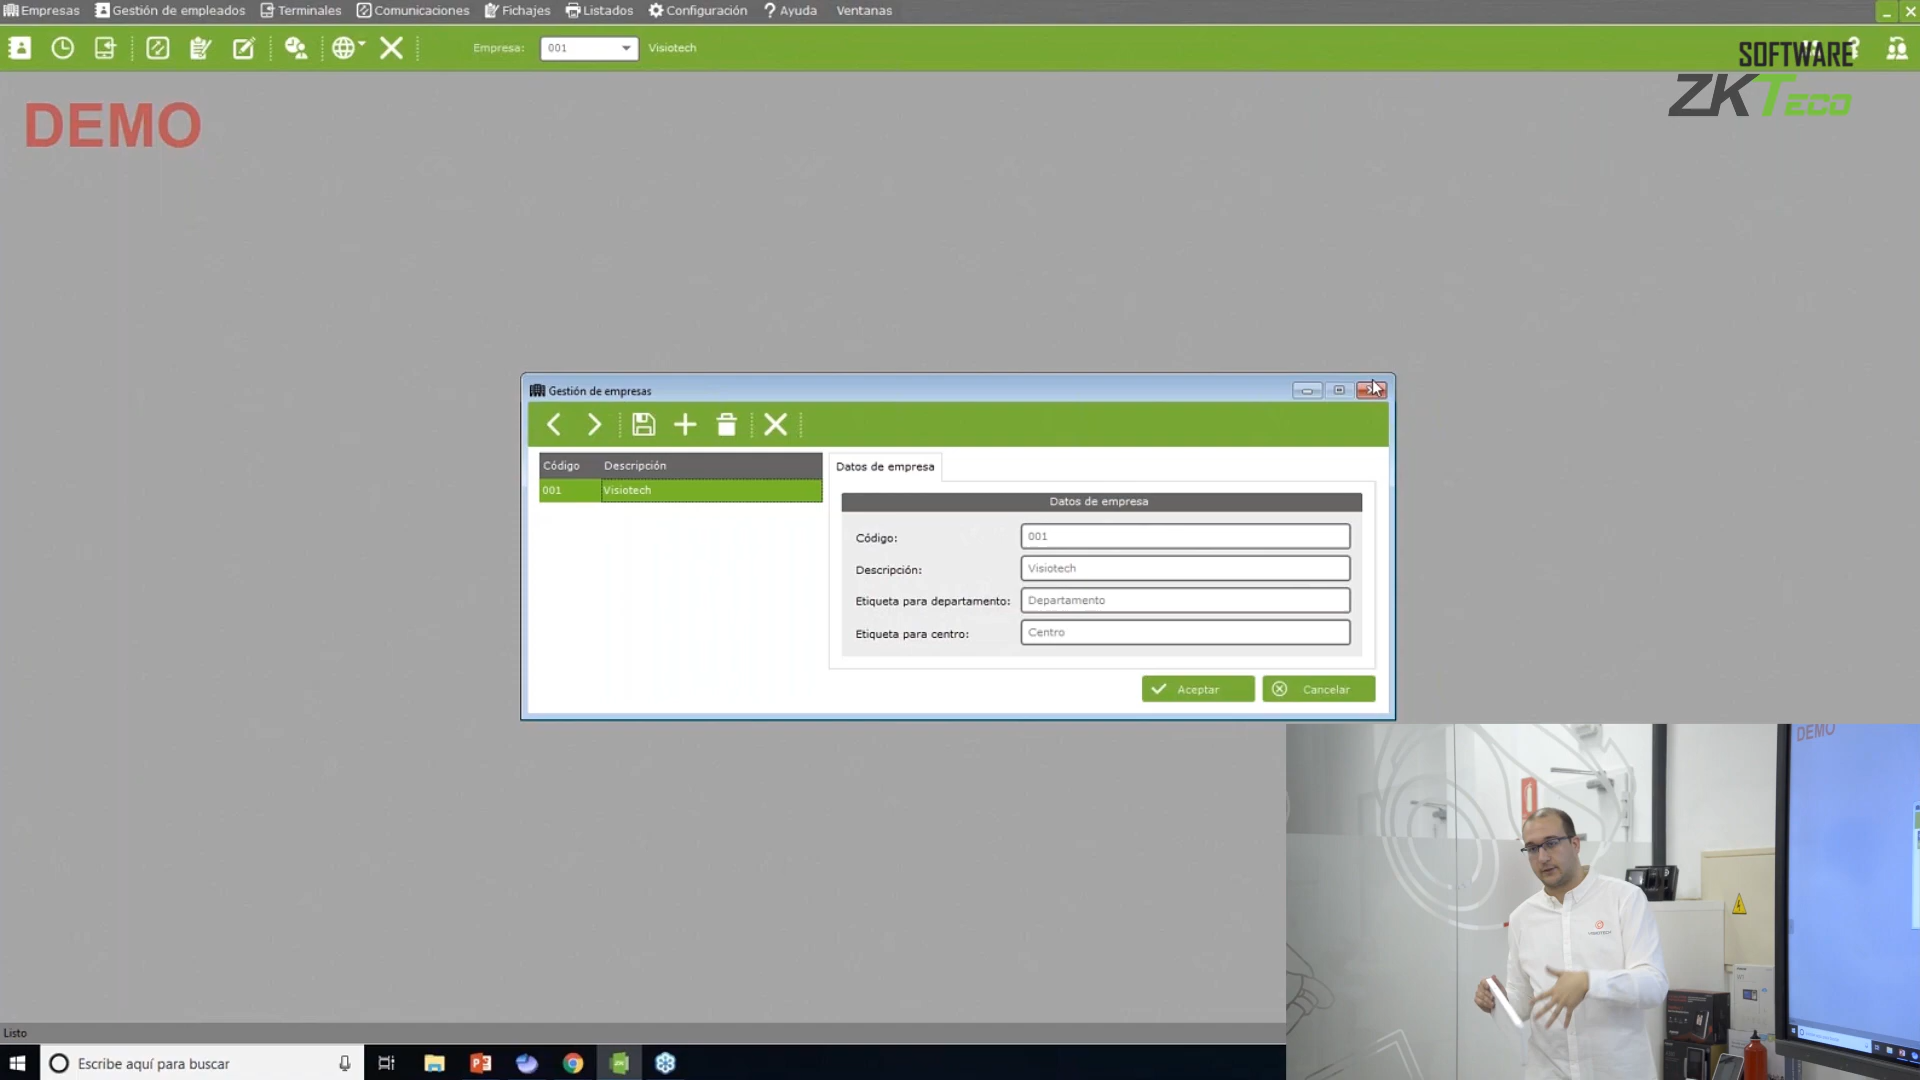 Empresas Gestión de empleados Terminales Comunicaciones Fichajes Listados Configuración ? Ayuda Ventanas
Empresa: 001 Visiotech
SOFTWARE
ZKTeco
DEMO
Gestión de empresas
Código Descripción
001 Visiotech
Datos de empresa
Datos de empresa
Código: 001
Descripción: Visiotech
Etiqueta para departamento: Departamento
Etiqueta para centro: Centro
Aceptar Cancelar
DEMO
VISIOTECH
Listo
Escribe aquí para buscar